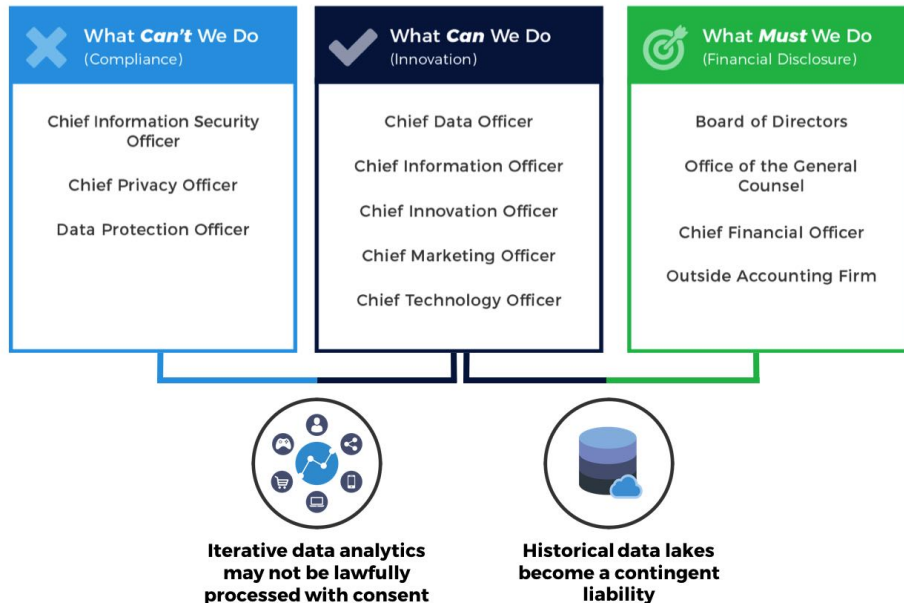 What Can't We Do
(Compliance)
Chief Information Security
Officer
Chief Privacy Officer
Data Protection Officer
What Can We Do
(Innovation)
Chief Data Officer
Chief Information Officer
Chief Innovation Officer
Chief Marketing Officer
Chief Technology Officer
What Must We Do
(Financial Disclosure)
Board of Directors
Office of the General
Counsel
Chief Financial Officer
Outside Accounting Firm
Iterative data analytics
may not be lawfully
processed with consent
Historical data lakes
become a contingent
liability